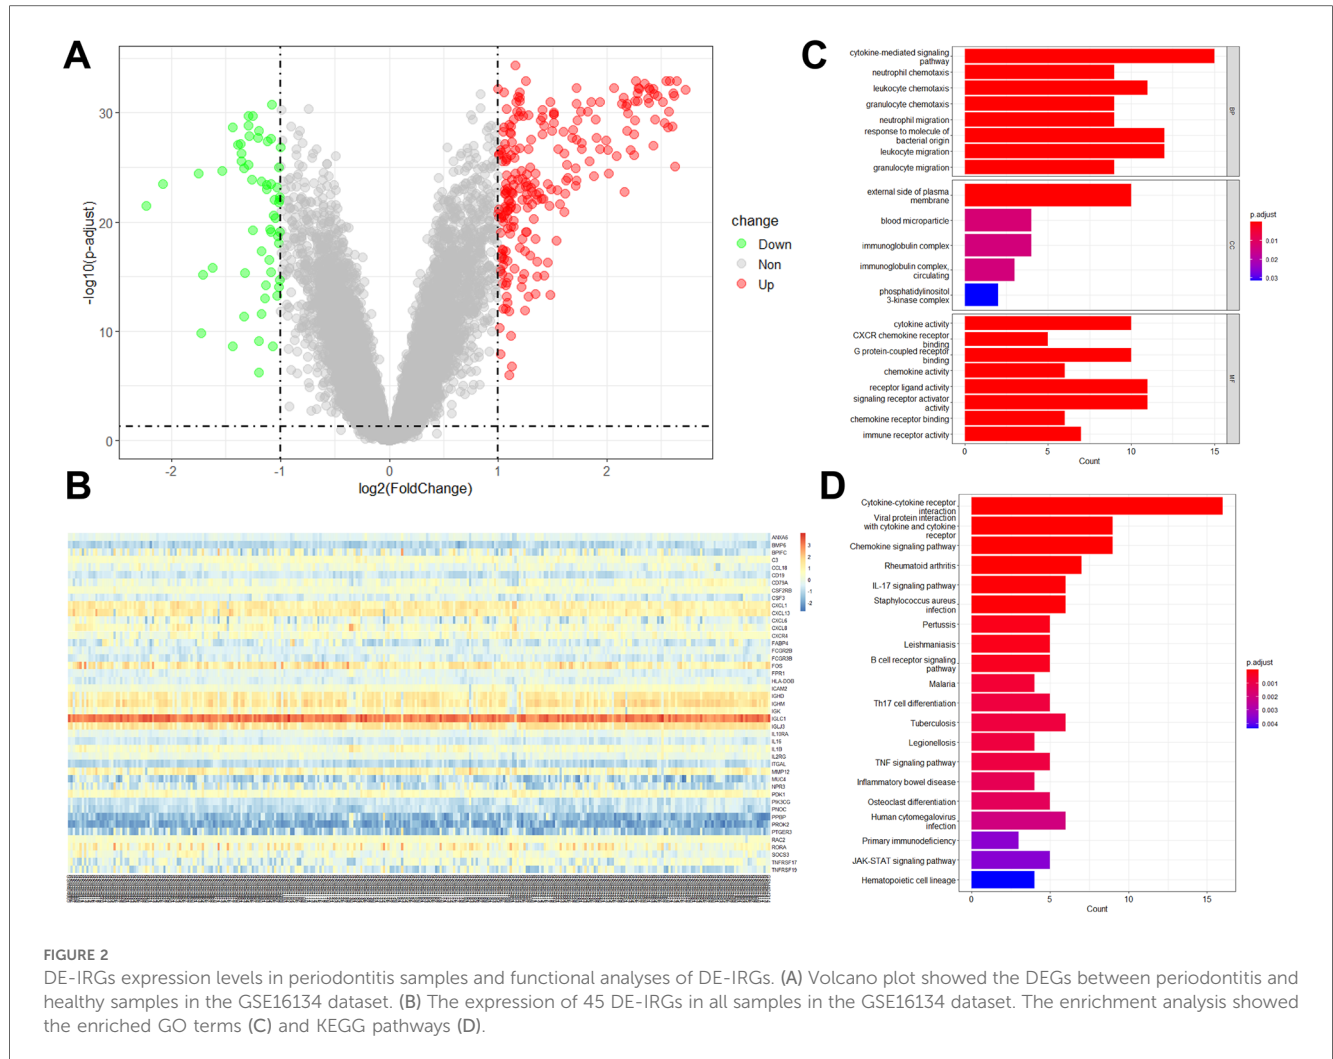 A
-log10(p-adjust)
30
20
10
0
-2
-1
0
1
2
log2(FoldChange)
change
Down
Non
Up
B
3
2
1
0
-1
-2
ANXA5
BMP6
BPIFC
C3
CCL18
CD19
CD79A
CSF2RB
CSF3
CXCL1
CXCL13
CXCL6
CXCL8
CXCR4
FABP4
FCGR2B
FCGR3B
FOS
FPR1
HLA-DOB
ICAM2
IGHD
IGHM
IGK
IGLC1
IGLJ3
IL10RA
IL16
IL1B
IL2RG
ITGAL
MMP12
MUC4
NPR3
PDK1
PIK3CG
PNOC
PPBP
PROK2
PTGER3
RAC2
RORA
SOCS3
TNFRSF17
C
cytokine-mediated signaling
pathway
neutrophil chemotaxis
leukocyte chemotaxis
granulocyte chemotaxis
neutrophil migration
response to molecule of
bacterial origin
leukocyte migration
granulocyte migration
BP
external side of plasma
membrane
blood microparticle
immunoglobulin complex
immunoglobulin complex,
circulating
phosphatidylinositol
3-kinase complex
CC
cytokine activity
CXCR chemokine receptor
binding
G protein-coupled receptor
binding
chemokine activity
receptor ligand activity
signaling receptor activator
activity
chemokine receptor binding
immune receptor activity
MF
0
5
10
15
Count
p.adjust
0.01
0.02
0.03
D
Cytokine-cytokine receptor
interaction
Viral protein interaction
with cytokine and cytokine
receptor
Chemokine signaling pathway
Rheumatoid arthritis
IL-17 signaling pathway
Staphylococcus aureus
infection
Pertussis
Leishmaniasis
B cell receptor signaling
pathway
Malaria
Th17 cell differentiation
Tuberculosis
Legionellosis
TNF signaling pathway
Inflammatory bowel disease
Osteoclast differentiation
Human cytomegalovirus
infection
Primary immunodeficiency
JAK-STAT signaling pathway
Hematopoietic cell lineage
0
5
10
15
Count
p.adjust
0.001
0.002
0.003
0.004
FIGURE 2
DE-IRGs expression levels in periodontitis samples and functional analyses of DE-IRGs. (A) Volcano plot showed the DEGs between periodontitis and
healthy samples in the GSE16134 dataset. (B) The expression of 45 DE-IRGs in all samples in the GSE16134 dataset. The enrichment analysis showed
the enriched GO terms (C) and KEGG pathways (D).